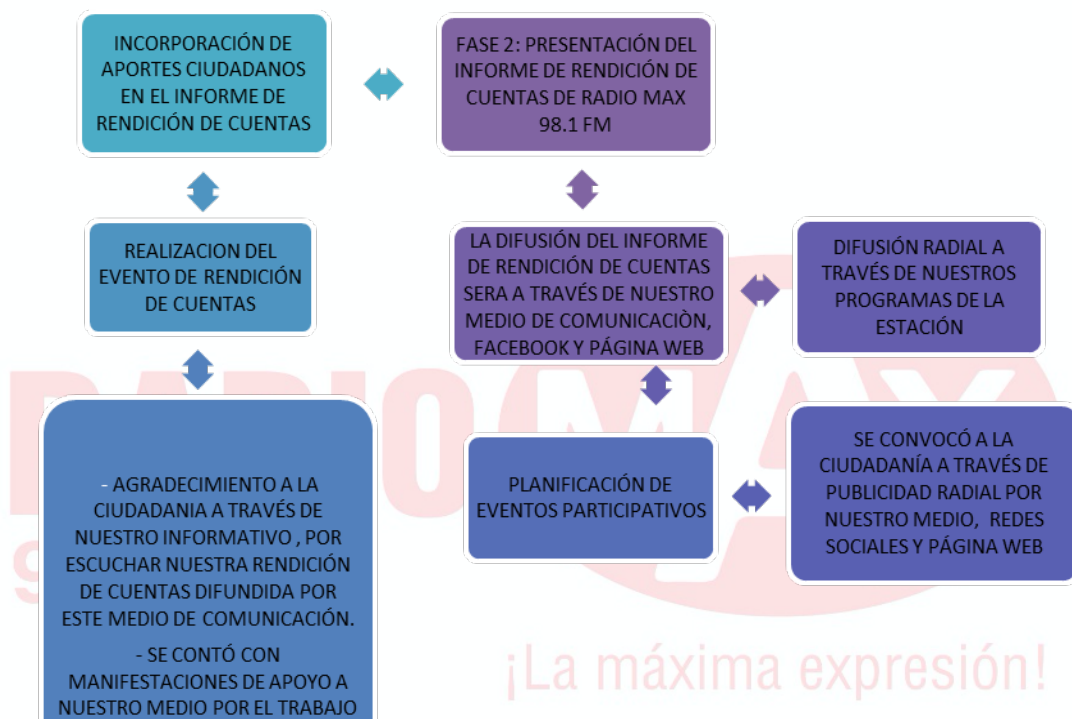 INCORPORACIÓN DE
APORTES CIUDADANOS
EN EL INFORME DE
RENDICIÓN DE CUENTAS
FASE 2: PRESENTACIÓN DEL
INFORME DE RENDICIÓN DE
CUENTAS DE RADIO MAX
98.1 FM
REALIZACION DEL
EVENTO DE RENDICIÓN
DE CUENTAS
LA DIFUSIÓN DEL INFORME
DE RENDICIÓN DE CUENTAS
SERA A TRAVÉS DE NUESTRO
MEDIO DE COMUNICACIÒN,
FACEBOOK Y PÁGINA WEB
DIFUSIÓN RADIAL A
TRAVÉS DE NUESTROS
PROGRAMAS DE LA
ESTACIÓN
- AGRADECIMIENTO A LA
CIUDADANIA A TRAVÉS DE
NUESTRO INFORMATIVO , POR
ESCUCHAR NUESTRA RENDICIÓN
DE CUENTAS DIFUNDIDA POR
ESTE MEDIO DE COMUNICACIÓN.
- SE CONTÓ CON
MANIFESTACIONES DE APOYO A
NUESTRO MEDIO POR EL TRABAJO
PLANIFICACIÓN DE
EVENTOS PARTICIPATIVOS
SE CONVOCÓ A LA
CIUDADANÍA A TRAVÉS DE
PUBLICIDAD RADIAL POR
NUESTRO MEDIO, REDES
SOCIALES Y PÁGINA WEB
RADIO MAX
¡La máxima expresión!